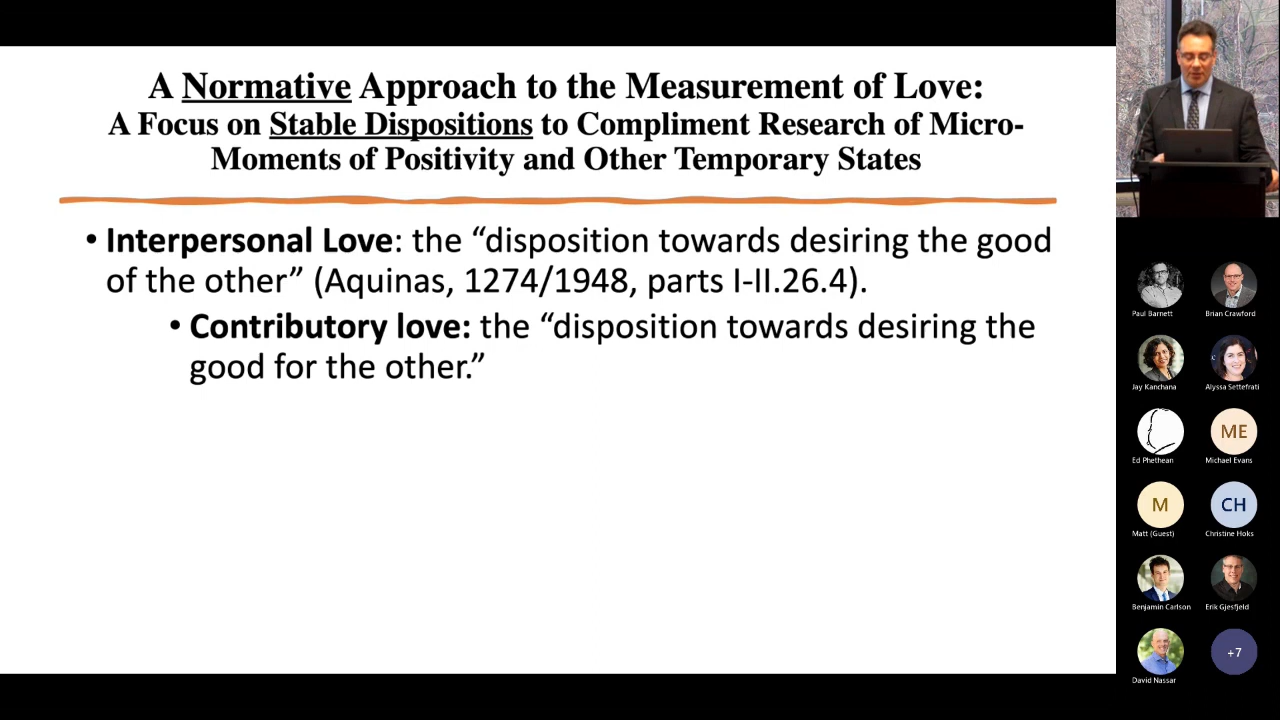 A Normative Approach to the Measurement of Love:
A Focus on Stable Dispositions to Compliment Research of Micro-
Moments of Positivity and Other Temporary States
• Interpersonal Love: the “disposition towards desiring the good
of the other” (Aquinas, 1274/1948, parts I-II.26.4).
• Contributory love: the “disposition towards desiring the
good for the other.”
Paul Barnett
Brian Crawford
Jay Kanchana
Alyssa Settefrati
Ed Phethean
ME
Michael Evans
M
Matt (Guest)
CH
Christine Hoks
Benjamin Carlson
Erik Gjesfjeld
David Nassar
+7